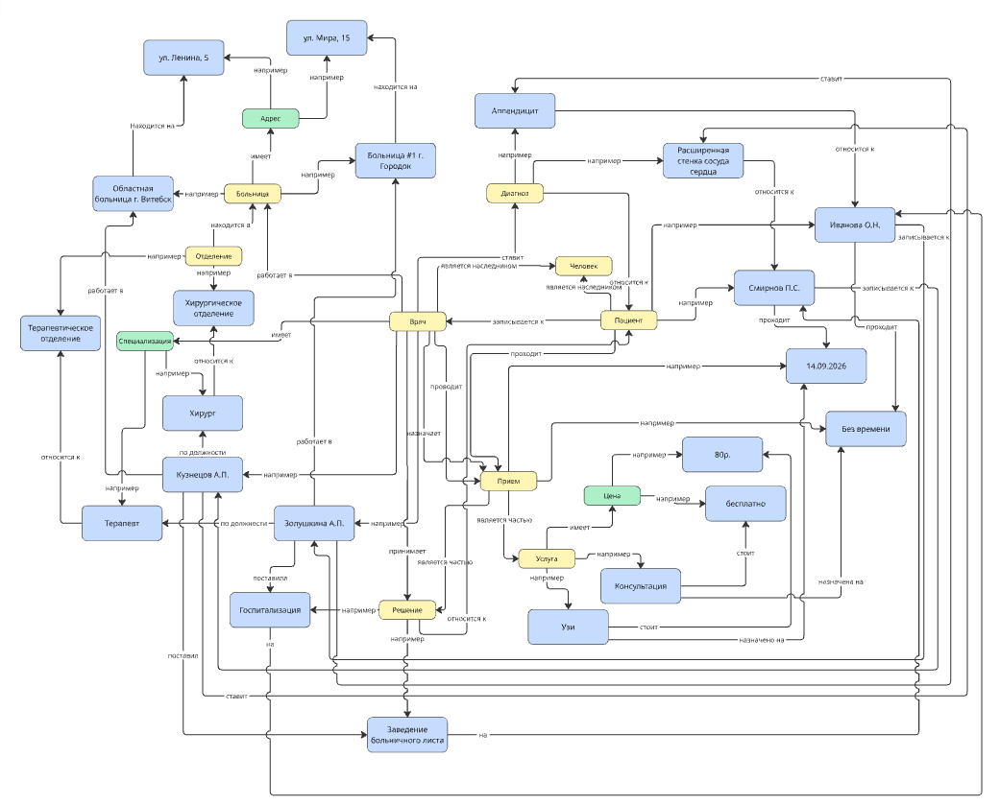 ул. Мира, 15
ул. Ленина, 5
например
например
находится на
ставит
Адрес
Аппендицит
Находится на
имеет
например
например
Расширенная
стенка сосуда
сердца
относится к
Больница #1 г.
Городок
например
Областная
больница г. Витебск
например
Больница
Диагноз
относится к
находится в
например
Иванова О.Н.
записывается к
например
Отделение
например
ставит
является наследником
Человек
работает в
является наследником
относится к
работает в
Смирнов П.С.
записывается к
например
Хирургическое
отделение
Терапевтическое
отделение
Врач
записывается к
Пациент
проходит
проходит
Специализация
имеет
относится к
проходит
например
14.09.2026
например
проводит
Хирург
назначает
например
Без времени
по должности
работает в
относится к
Кузнецов А.П.
например
Прием
например
80р.
например
Цена
например
бесплатно
Терапевт
по должности
Золушкина А.П.
например
является частью
имеет
принимает
является частью
Услуга
например
стоит
например
поставила
Консультация
назначена на
Госпитализация
например
Решение
относится к
Узи
стоит
назначено на
на
например
поставил
ставит
Заведение
больничного листа
на